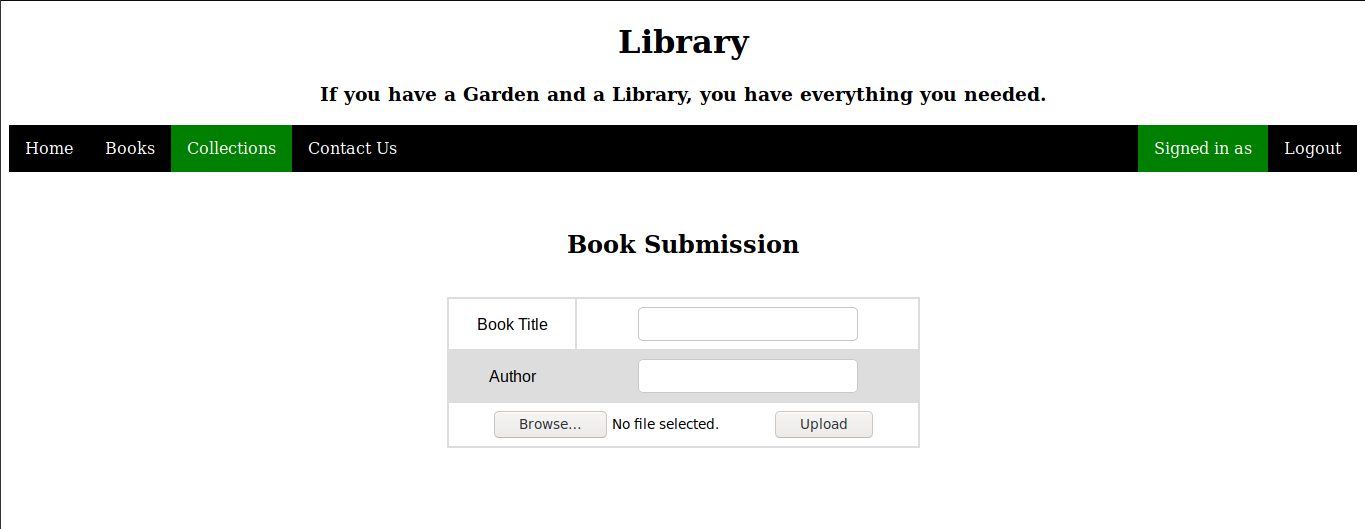 Library
If you have a Garden and a Library, you have everything you needed.
Home Books Collections Contact Us Signed in as Logout
Book Submission
Book Title
Author
Browse... No file selected. Upload